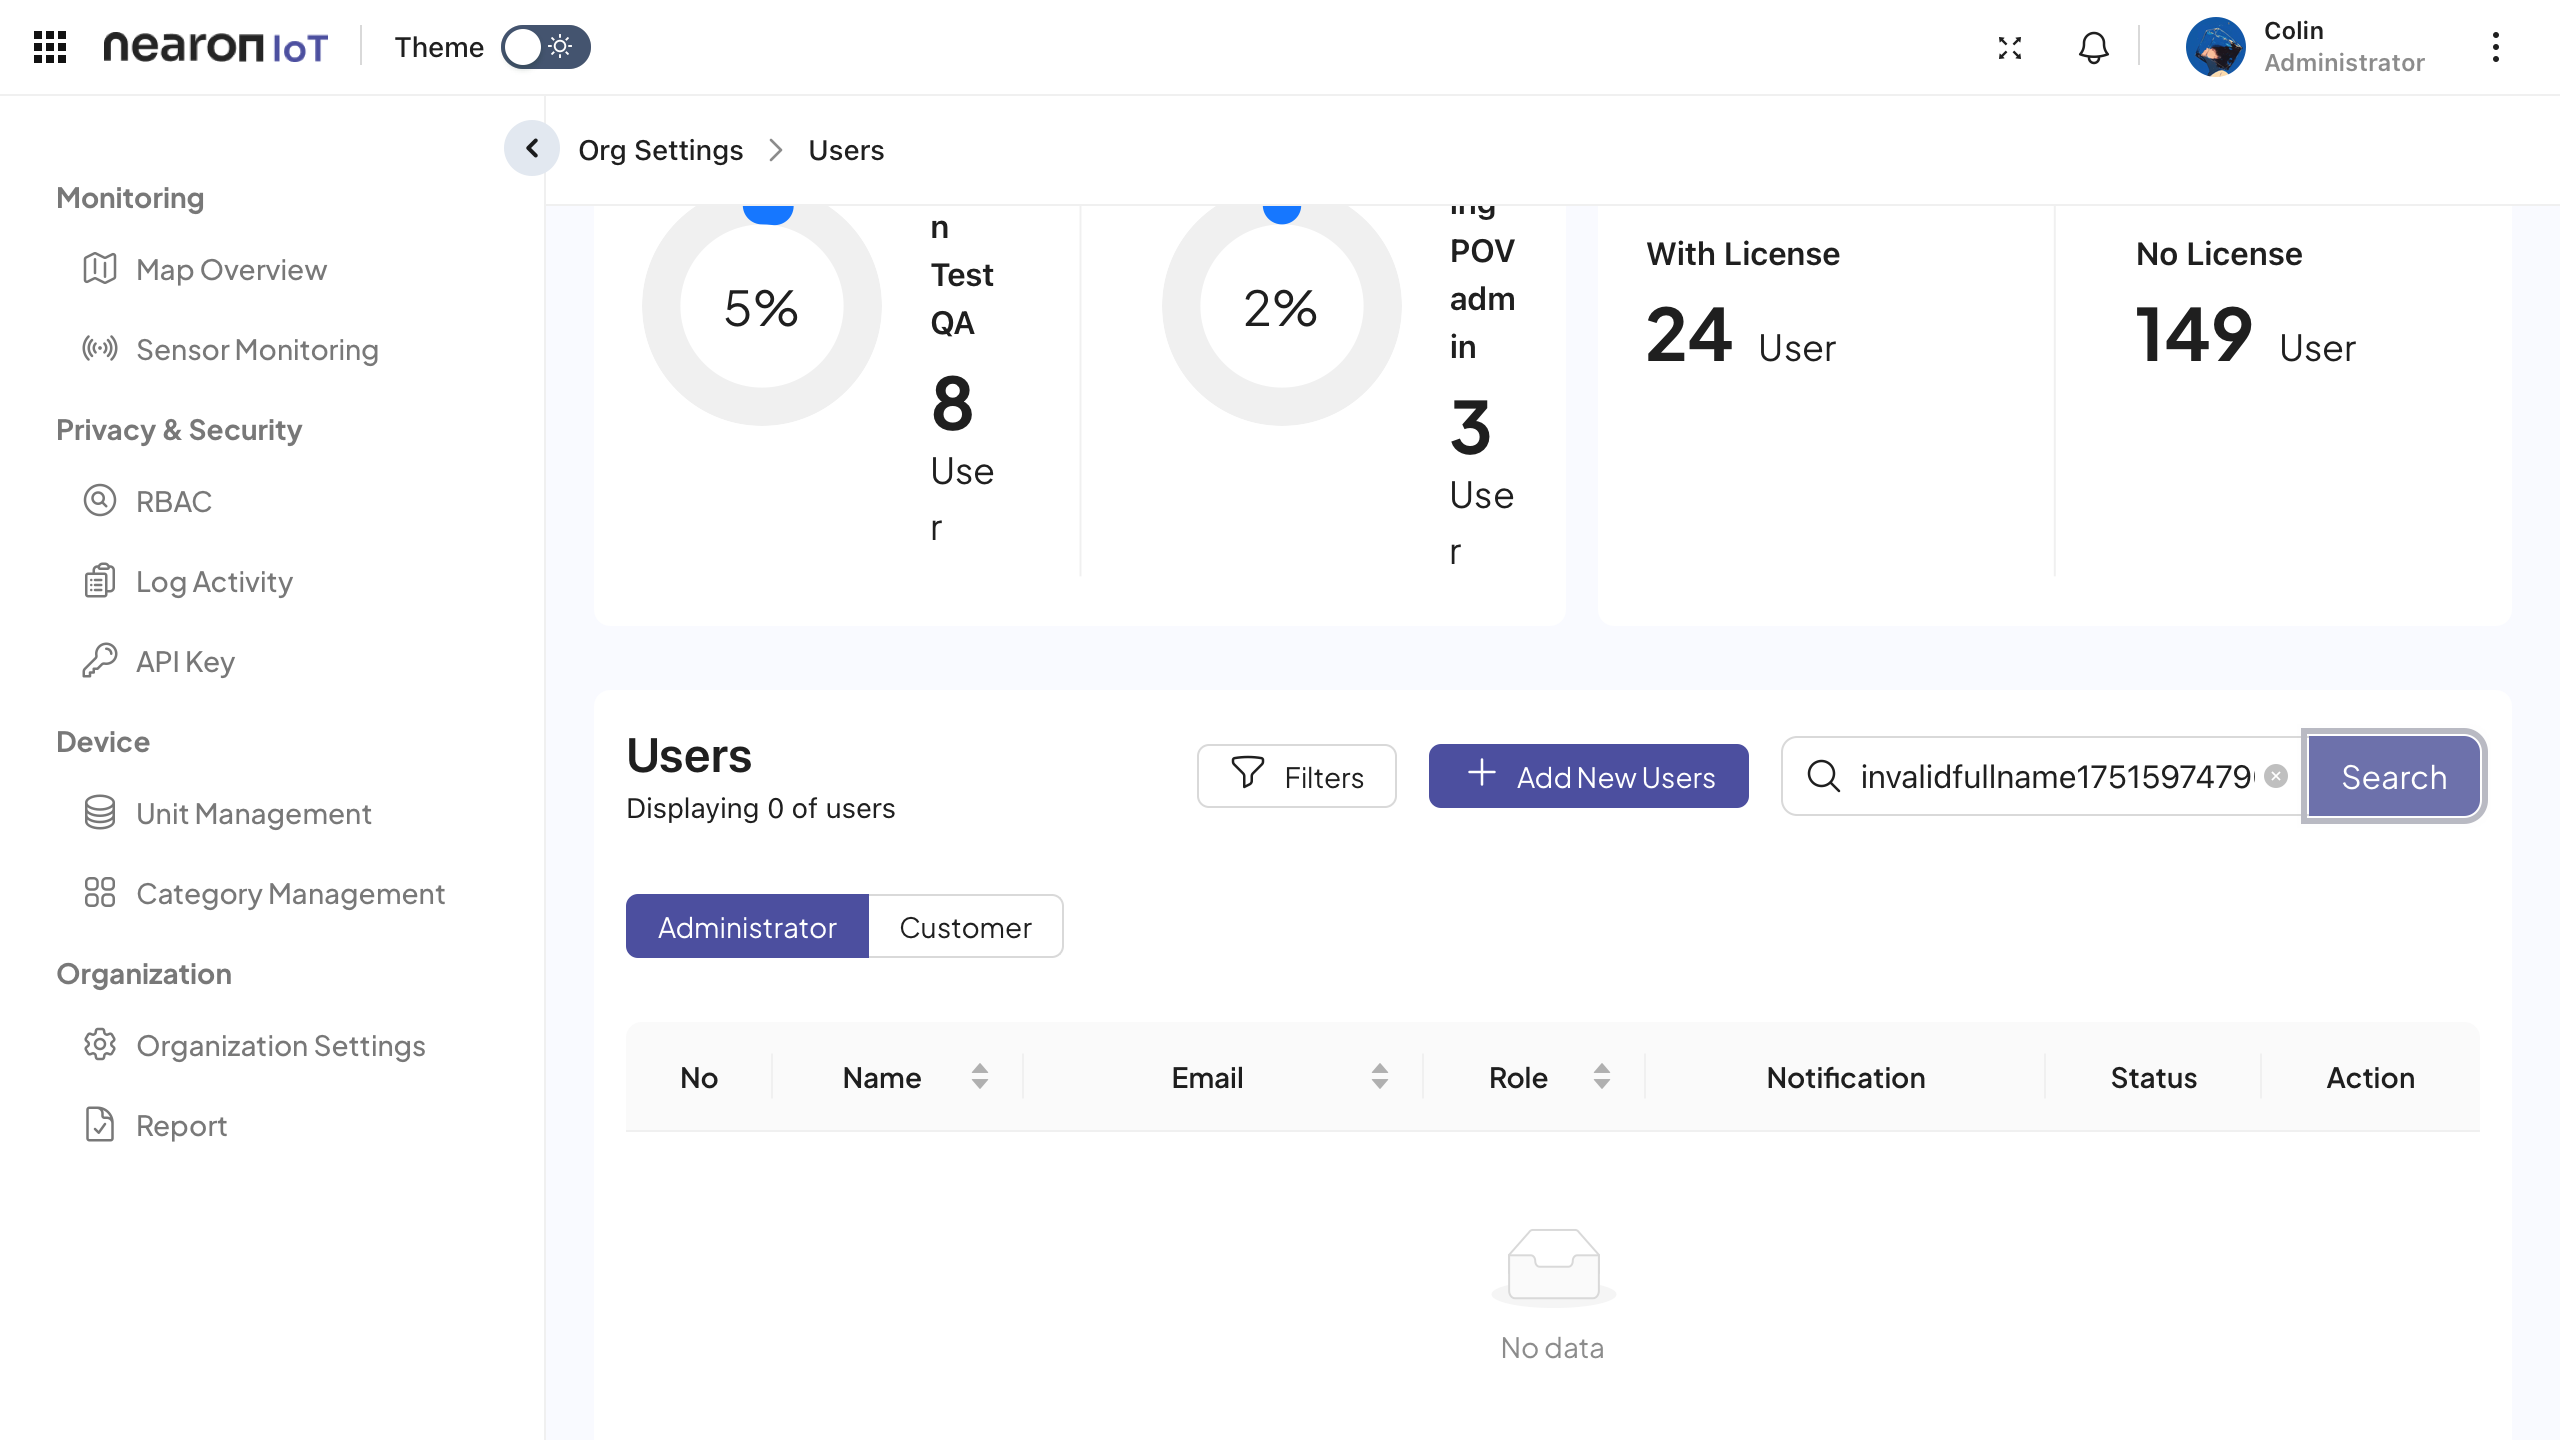 nearon IoT
Theme
Colin
Administrator
Org Settings
Users
Monitoring
Map Overview
Sensor Monitoring
Privacy & Security
RBAC
Log Activity
API Key
Device
Unit Management
Category Management
Organization
Organization Settings
Report
5%
n
Test
QA
8
Use
r
2%
ing
POV
adm
in
3
Use
r
With License
24 User
No License
149 User
Users
Displaying 0 of users
Filters
Add New Users
invalidfullname1751597479
Search
Administrator
Customer
No
Name
Email
Role
Notification
Status
Action
No data